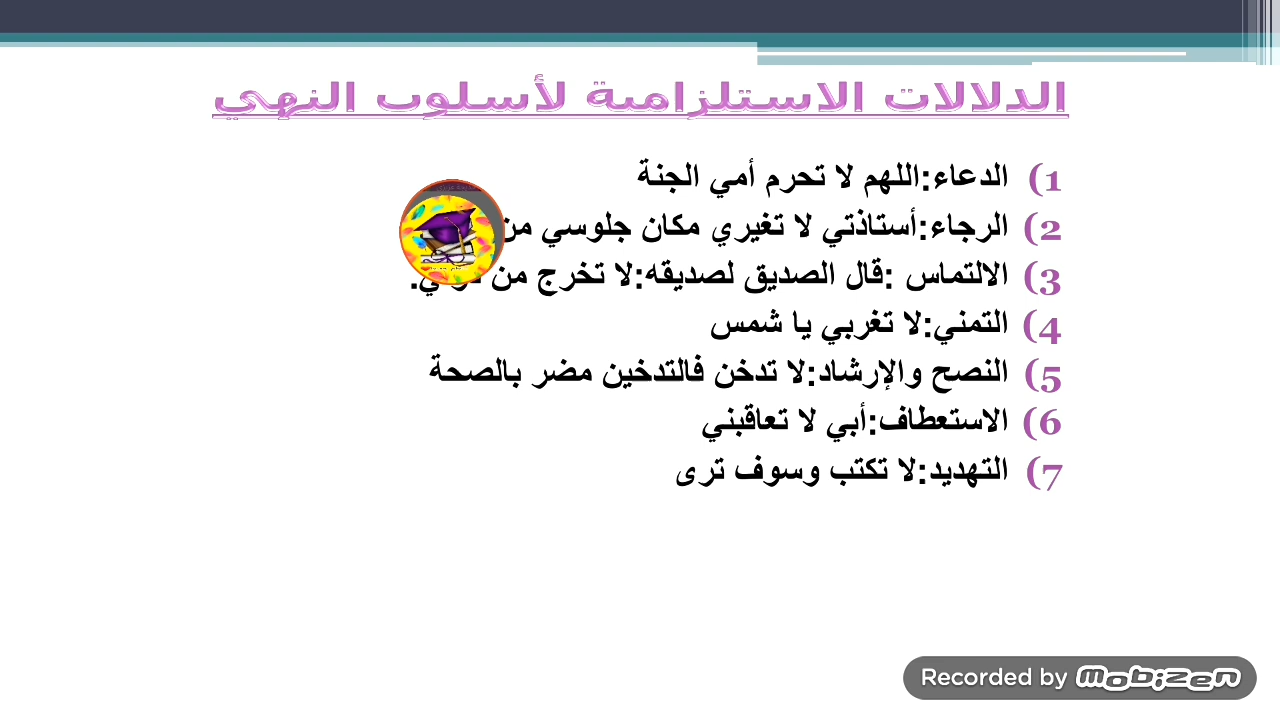 الدلالات الاستلزامية لأسلوب النهي
1) الدعاء:اللهم لا تحرم أمي الجنة
2) الرجاء:أستاذتي لا تغيري مكان جلوسي من
3) الالتماس :قال الصديق لصديقه:لا تخرج من
4) التمني:لا تغربي يا شمس
5) النصح والإرشاد:لا تدخن فالتدخين مضر بالصحة
6) الاستعطاف:أبي لا تعاقبني
7) التهديد:لا تكتب وسوف ترى
Recorded by mobizen